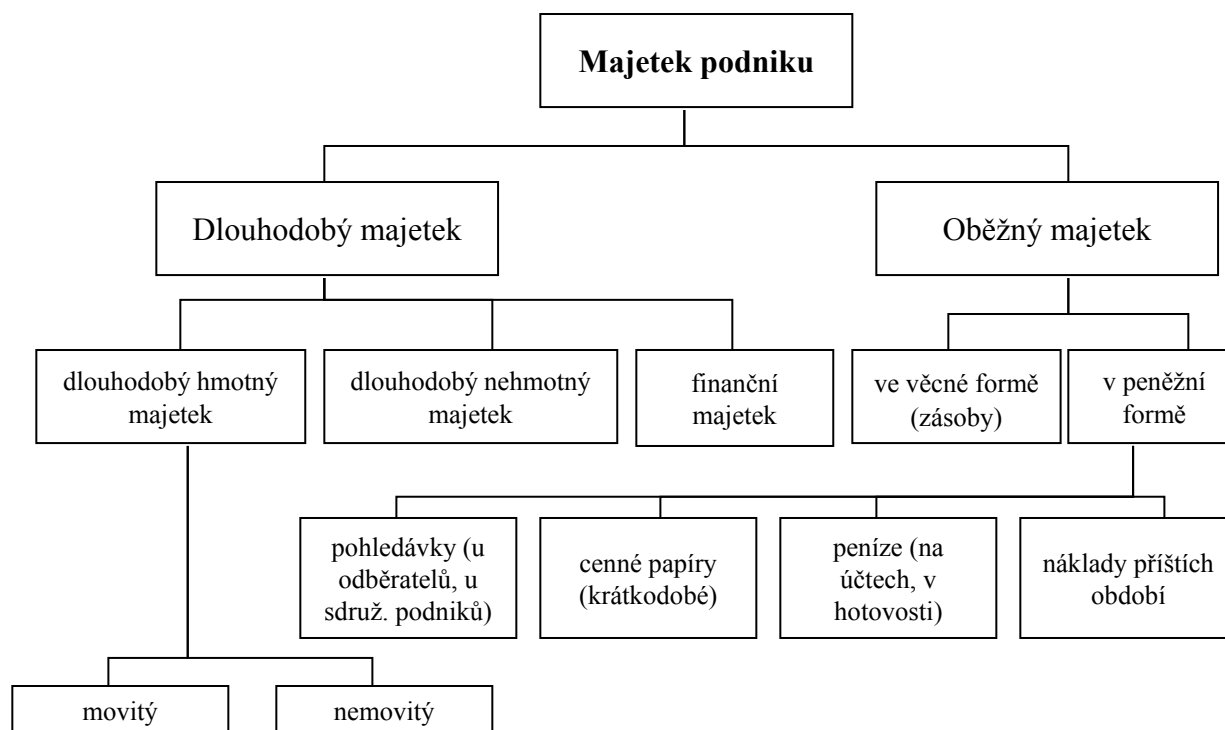 Majetek podniku
Dlouhodobý majetek
Oběžný majetek
dlouhodobý hmotný
majetek
dlouhodobý nehmotný
majetek
finanční
majetek
ve věcné formě
(zásoby)
v peněžní
formě
pohledávky (u
odběratelů, u
sdruž. podniků)
cenné papíry
(krátkodobé)
peníze (na
účtech, v
hotovosti)
náklady příštích
období
movitý
nemovitý